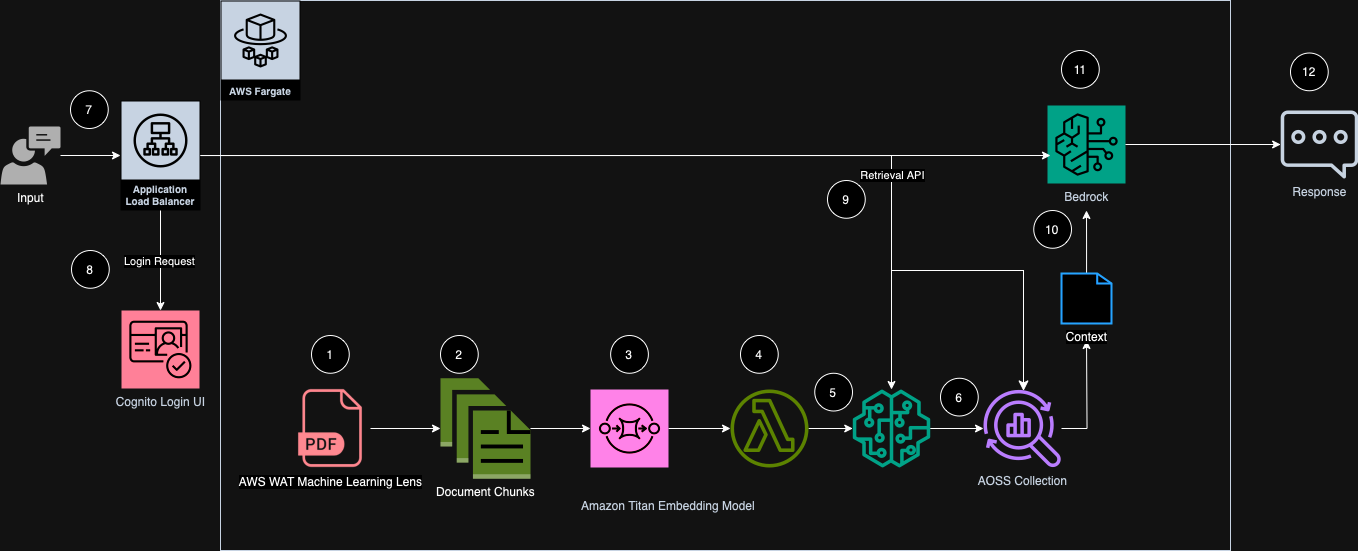 AWS Fargate
11
12
7
Application
Load Balancer
Input
Retrieval API
9
Bedrock
Response
10
8
Login Request
Context
1
2
3
4
5
6
Cognito Login UI
PDF
AWS WAT Machine Learning Lens
Document Chunks
Amazon Titan Embedding Model
AOSS Collection